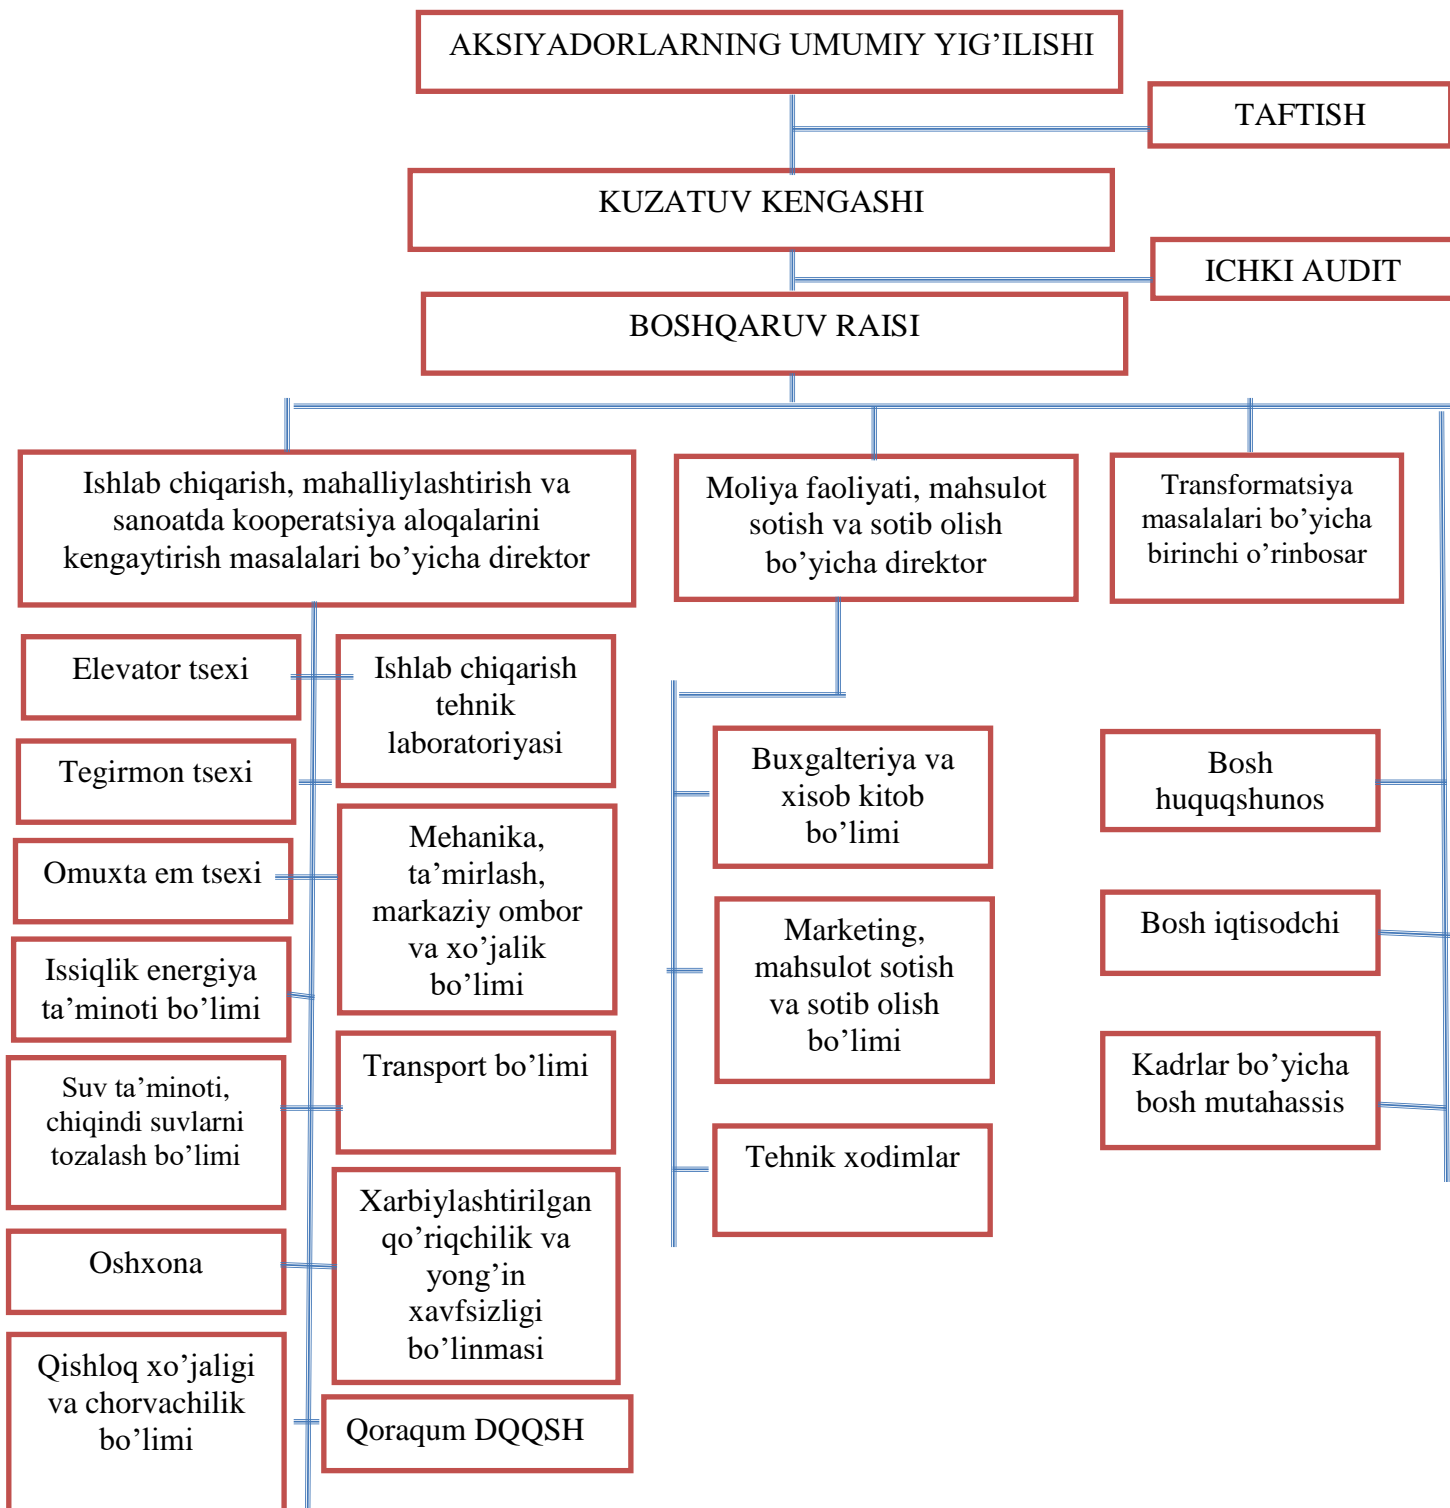 AKSIYADORLARNING UMUMIY YIG’ILISHI
TAFTISH
KUZATUV KENGASHI
ICHKI AUDIT
BOSHQARUV RAISI
Ishlab chiqarish, mahalliylashtirish va
sanoatda kooperatsiya aloqalarini
kengaytirish masalalari bo’yicha direktor
Moliya faoliyati, mahsulot
sotish va sotib olish
bo’yicha direktor
Transformatsiya
masalalari bo’yicha
birinchi o’rinbosar
Elevator tsexi
Tegirmon tsexi
Omuxta em tsexi
Issiqlik energiya
ta’minoti bo’limi
Suv ta’minoti,
chiqindi suvlarni
tozalash bo’limi
Oshxona
Qishloq xo’jaligi
va chorvachilik
bo’limi
Ishlab chiqarish
tehnik
laboratoriyasi
Mehanika,
ta’mirlash,
markaziy ombor
va xo’jalik
bo’limi
Transport bo’limi
Xarbiylashtirilgan
qo’riqchilik va
yong’in
xavfsizligi
bo’linmasi
Qoraqum DQQSH
Buxgalteriya va
xisob kitob
bo’limi
Marketing,
mahsulot sotish
va sotib olish
bo’limi
Tehnik xodimlar
Bosh
huquqshunos
Bosh iqtisodchi
Kadrlar bo’yicha
bosh mutahassis